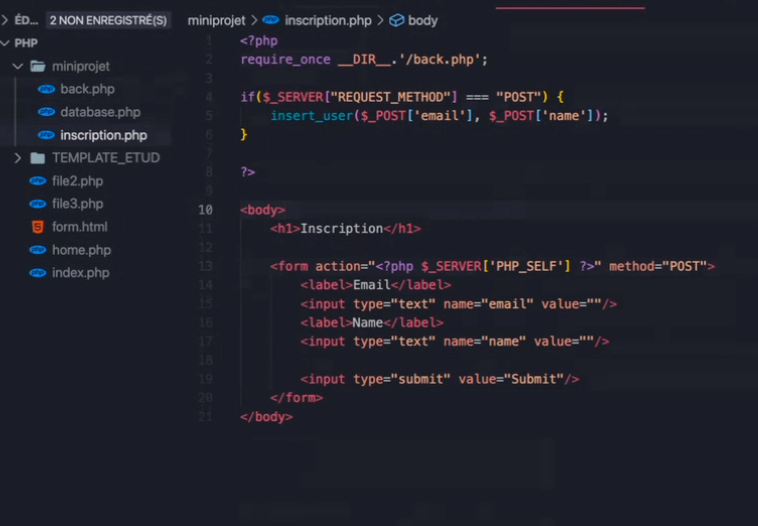 ÉD... 2 NON ENREGISTRÉ(S)
PHP
miniprojet
back.php
database.php
inscription.php
TEMPLATE_ETUD
file2.php
file3.php
form.html
home.php
index.php
miniprojet > inscription.php > body
1 <?php
2 require_once __DIR__.'/back.php';
3
4 if($_SERVER["REQUEST_METHOD"] === "POST") {
5 insert_user($_POST['email'], $_POST['name']);
6 }
7
8 ?>
9
10 <body>
11 <h1>Inscription</h1>
12
13 <form action="<?php $_SERVER['PHP_SELF'] ?>" method="POST">
14 <label>Email</label>
15 <input type="text" name="email" value=""/>
16 <label>Name</label>
17 <input type="text" name="name" value=""/>
18
19 <input type="submit" value="Submit"/>
20 </form>
21 </body>